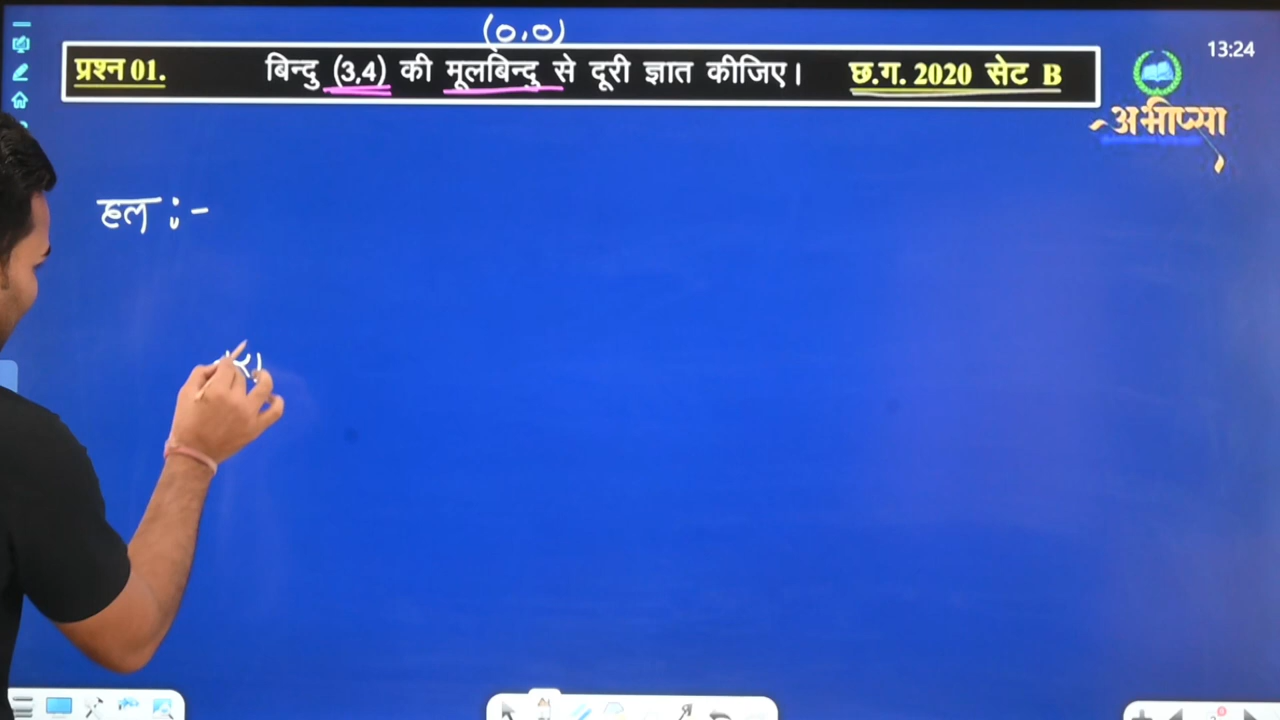 (0,0)
13:24
प्रश्न 01. बिन्दु (3,4) की मूलबिन्दु से दूरी ज्ञात कीजिए। छ.ग. 2020 सेट B
अभीप्सा
हल :-